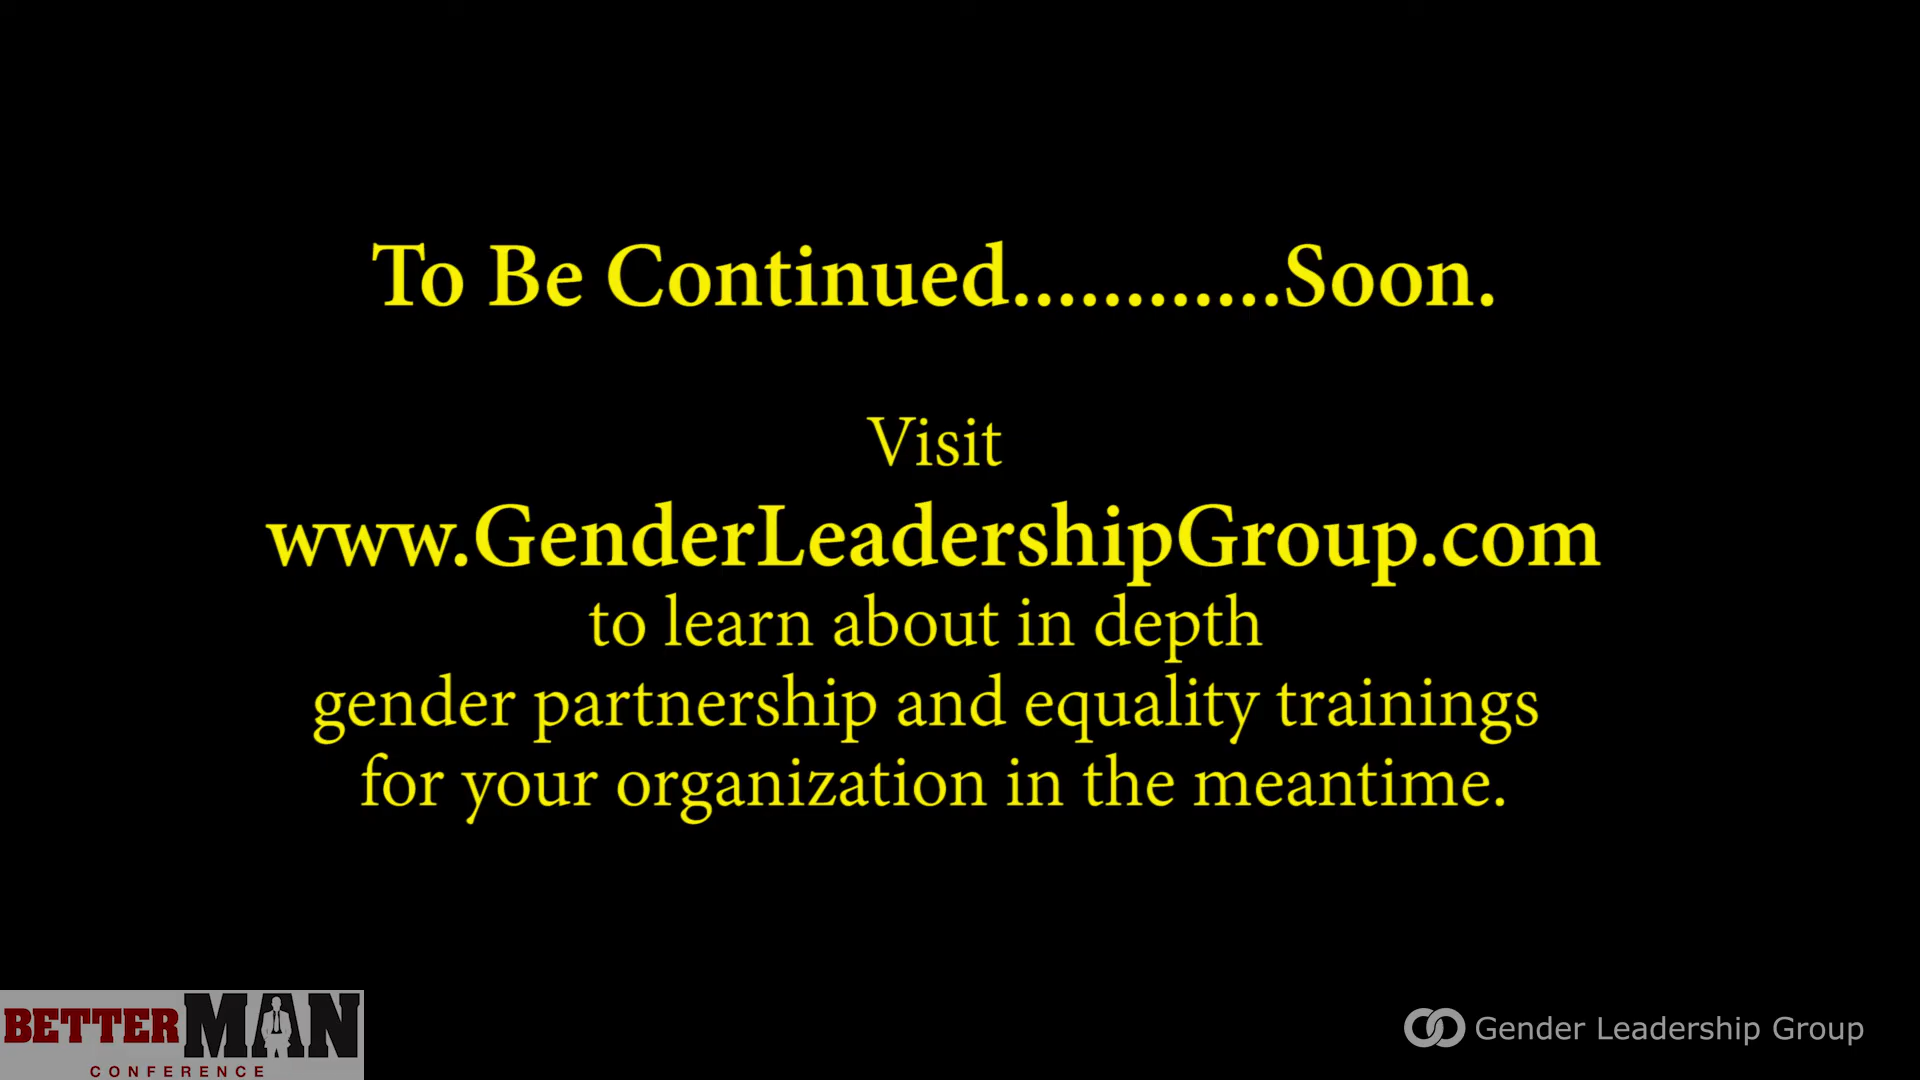 To Be Continued............Soon.
Visit
www.GenderLeadershipGroup.com
to learn about in depth
gender partnership and equality trainings
for your organization in the meantime.
BETTER MAN
CONFERENCE
Gender Leadership Group